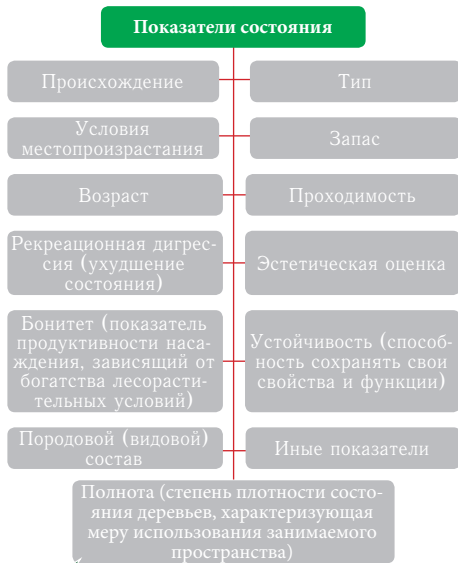 Показатели состояния
Происхождение
Тип
Условия
местопроизрастания
Запас
Возраст
Проходимость
Рекреационная дигрес-
сия (ухудшение
состояния)
Эстетическая оценка
Бонитет (показатель
продуктивности наса-
ждения, зависящий от
богатства лесорасти-
тельных условий)
Устойчивость (способ-
ность сохранять свои
свойства и функции)
Породовой (видовой)
состав
Иные показатели
Полнота (степень плотности состо-
яния деревьев, характеризующая
меру использования занимаемого
пространства)